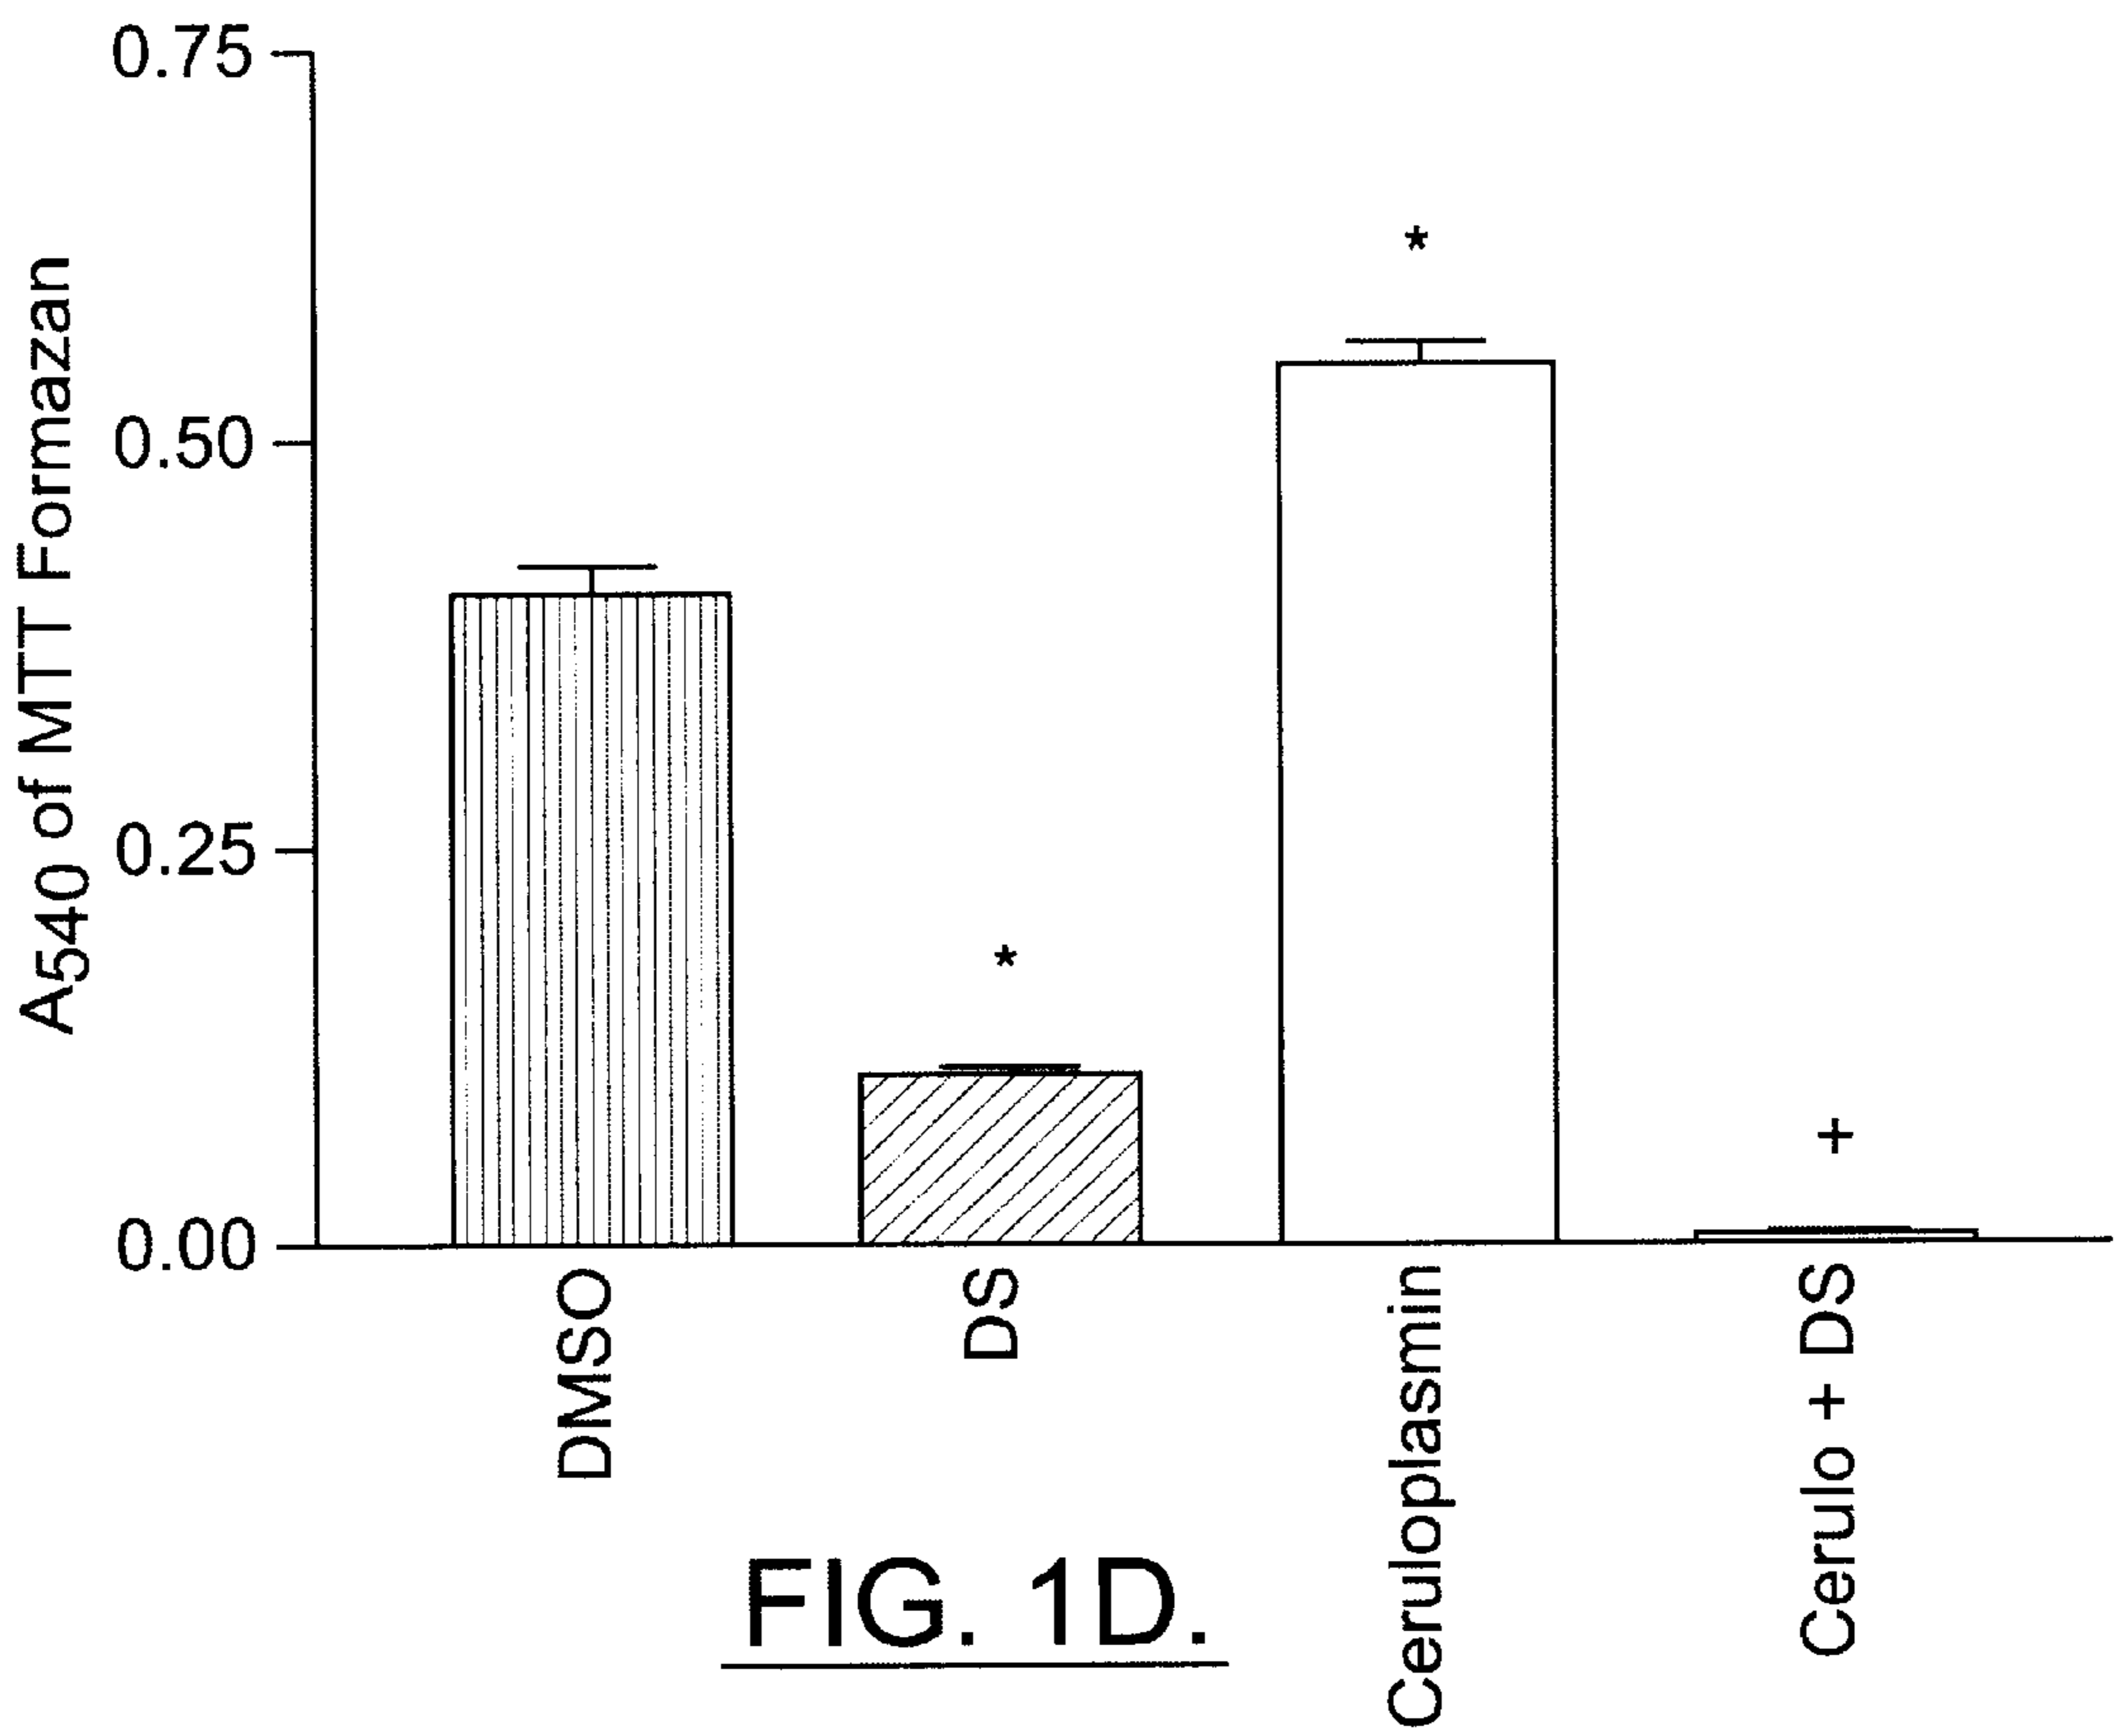 A540 of MTT Formazan
0.75
0.50
0.25
0.00
*
*
+
DMSO
DS
Ceruloplasmin
Cerulo + DS
FIG. 1D.